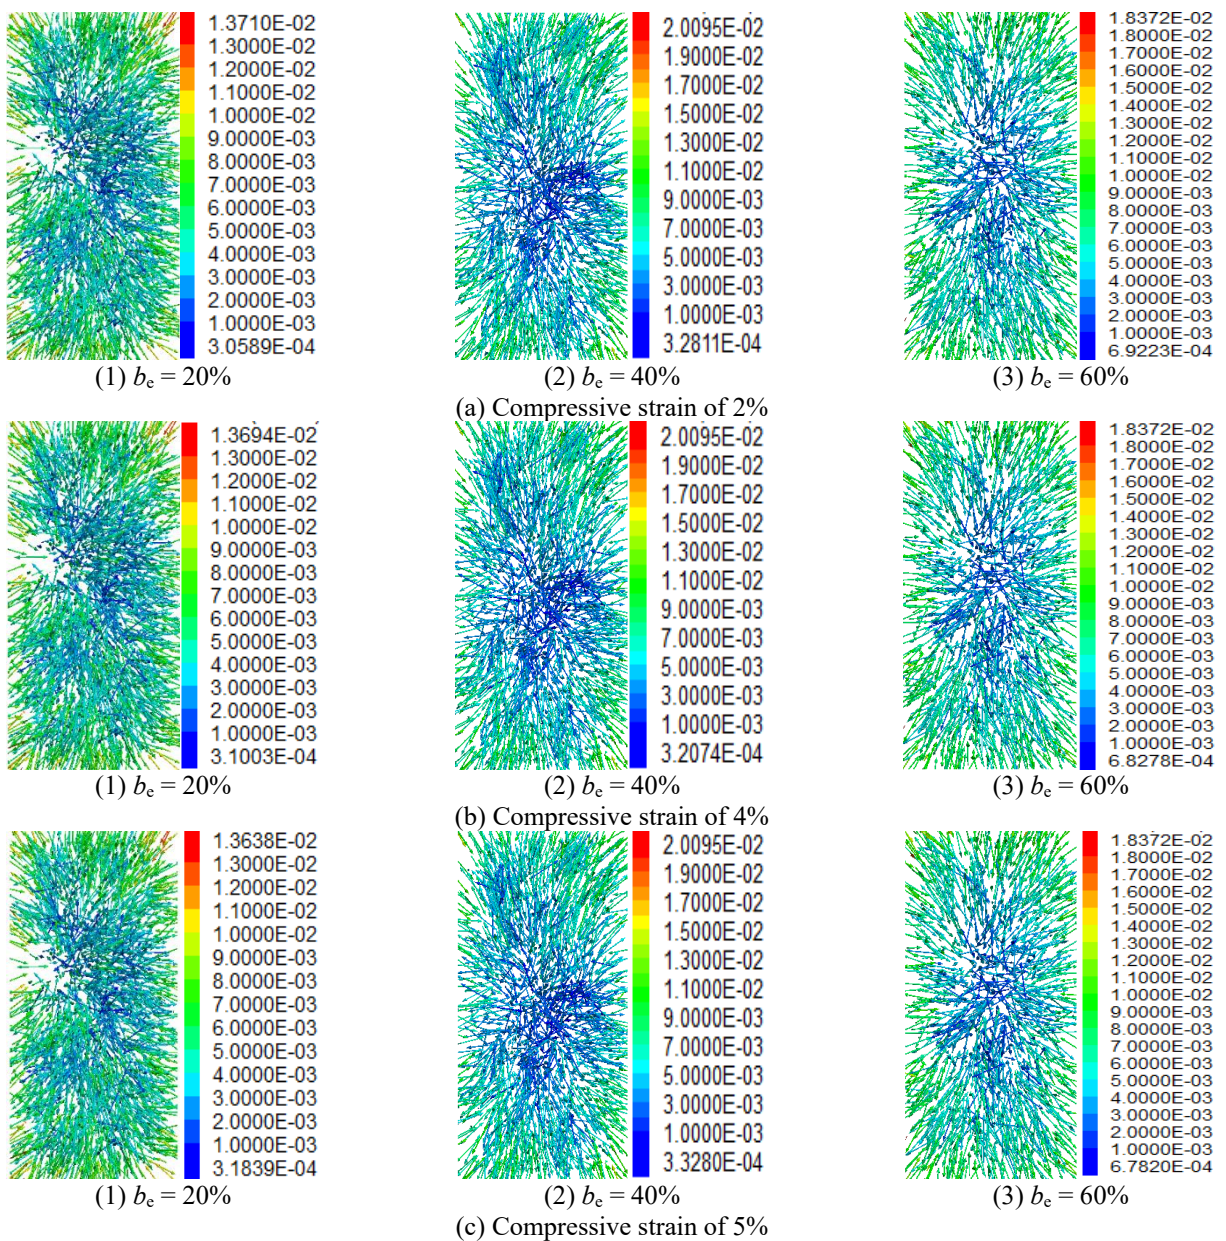 1.3710E-02
1.3000E-02
1.2000E-02
1.1000E-02
1.0000E-02
9.0000E-03
8.0000E-03
7.0000E-03
6.0000E-03
5.0000E-03
4.0000E-03
3.0000E-03
2.0000E-03
1.0000E-03
3.0589E-04
(1) be = 20%
2.0095E-02
1.9000E-02
1.7000E-02
1.5000E-02
1.3000E-02
1.1000E-02
9.0000E-03
7.0000E-03
5.0000E-03
3.0000E-03
1.0000E-03
3.2811E-04
(2) be = 40%
1.8372E-02
1.8000E-02
1.7000E-02
1.6000E-02
1.5000E-02
1.4000E-02
1.3000E-02
1.2000E-02
1.1000E-02
1.0000E-02
9.0000E-03
8.0000E-03
7.0000E-03
6.0000E-03
5.0000E-03
4.0000E-03
3.0000E-03
2.0000E-03
1.0000E-03
6.9223E-04
(3) be = 60%
(a) Compressive strain of 2%
1.3694E-02
1.3000E-02
1.2000E-02
1.1000E-02
1.0000E-02
9.0000E-03
8.0000E-03
7.0000E-03
6.0000E-03
5.0000E-03
4.0000E-03
3.0000E-03
2.0000E-03
1.0000E-03
3.1003E-04
(1) be = 20%
2.0095E-02
1.9000E-02
1.7000E-02
1.5000E-02
1.3000E-02
1.1000E-02
9.0000E-03
7.0000E-03
5.0000E-03
3.0000E-03
1.0000E-03
3.2074E-04
(2) be = 40%
1.8372E-02
1.8000E-02
1.7000E-02
1.6000E-02
1.5000E-02
1.4000E-02
1.3000E-02
1.2000E-02
1.1000E-02
1.0000E-02
9.0000E-03
8.0000E-03
7.0000E-03
6.0000E-03
5.0000E-03
4.0000E-03
3.0000E-03
2.0000E-03
1.0000E-03
6.8278E-04
(3) be = 60%
(b) Compressive strain of 4%
1.3638E-02
1.3000E-02
1.2000E-02
1.1000E-02
1.0000E-02
9.0000E-03
8.0000E-03
7.0000E-03
6.0000E-03
5.0000E-03
4.0000E-03
3.0000E-03
2.0000E-03
1.0000E-03
3.1839E-04
(1) be = 20%
2.0095E-02
1.9000E-02
1.7000E-02
1.5000E-02
1.3000E-02
1.1000E-02
9.0000E-03
7.0000E-03
5.0000E-03
3.0000E-03
1.0000E-03
3.3280E-04
(2) be = 40%
1.8372E-02
1.8000E-02
1.7000E-02
1.6000E-02
1.5000E-02
1.4000E-02
1.3000E-02
1.2000E-02
1.1000E-02
1.0000E-02
9.0000E-03
8.0000E-03
7.0000E-03
6.0000E-03
5.0000E-03
4.0000E-03
3.0000E-03
2.0000E-03
1.0000E-03
6.7820E-04
(3) be = 60%
(c) Compressive strain of 5%